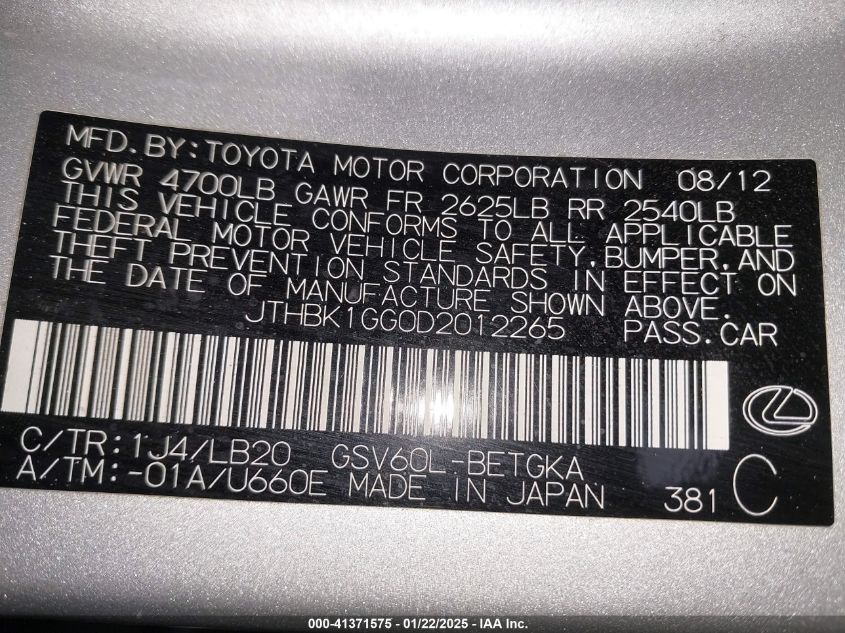 MFD. BY: TOYOTA MOTOR CORPORATION 08/12
GVWR 4700LB GAWR FR 2625LB RR 2540LB
THIS VEHICLE CONFORMS TO ALL APPLICABLE
FEDERAL MOTOR VEHICLE SAFETY, BUMPER, AND
THEFT PREVENTION STANDARDS IN EFFECT ON
THE DATE OF MANUFACTURE SHOWN ABOVE.
JTHBK1GG0D2012265 PASS. CAR
C/TR: 1J4/LB20 GSV60L-BETGKA
A/TM: -01A/U660E MADE IN JAPAN 381 C
000-41371575 - 01/22/2025 - IAA Inc.